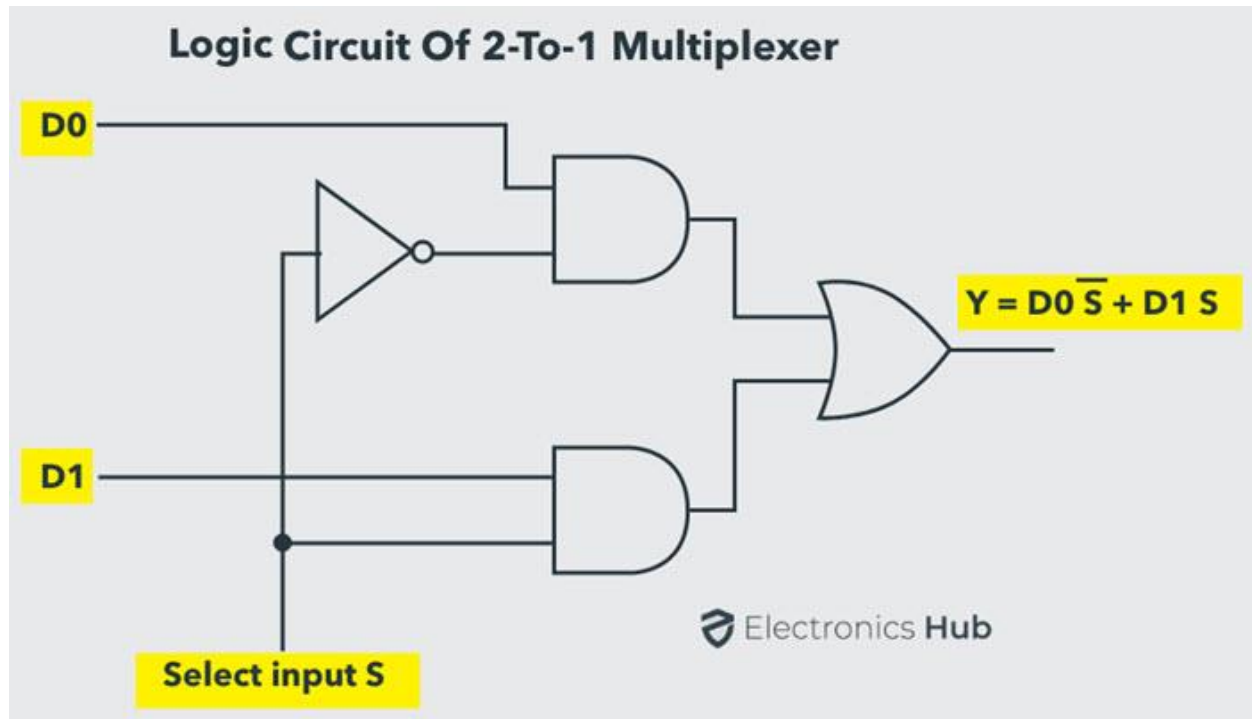 Logic Circuit Of 2-To-1 Multiplexer
D0
Y = D0 S̅ + D1 S
D1
Electronics Hub
Select input S